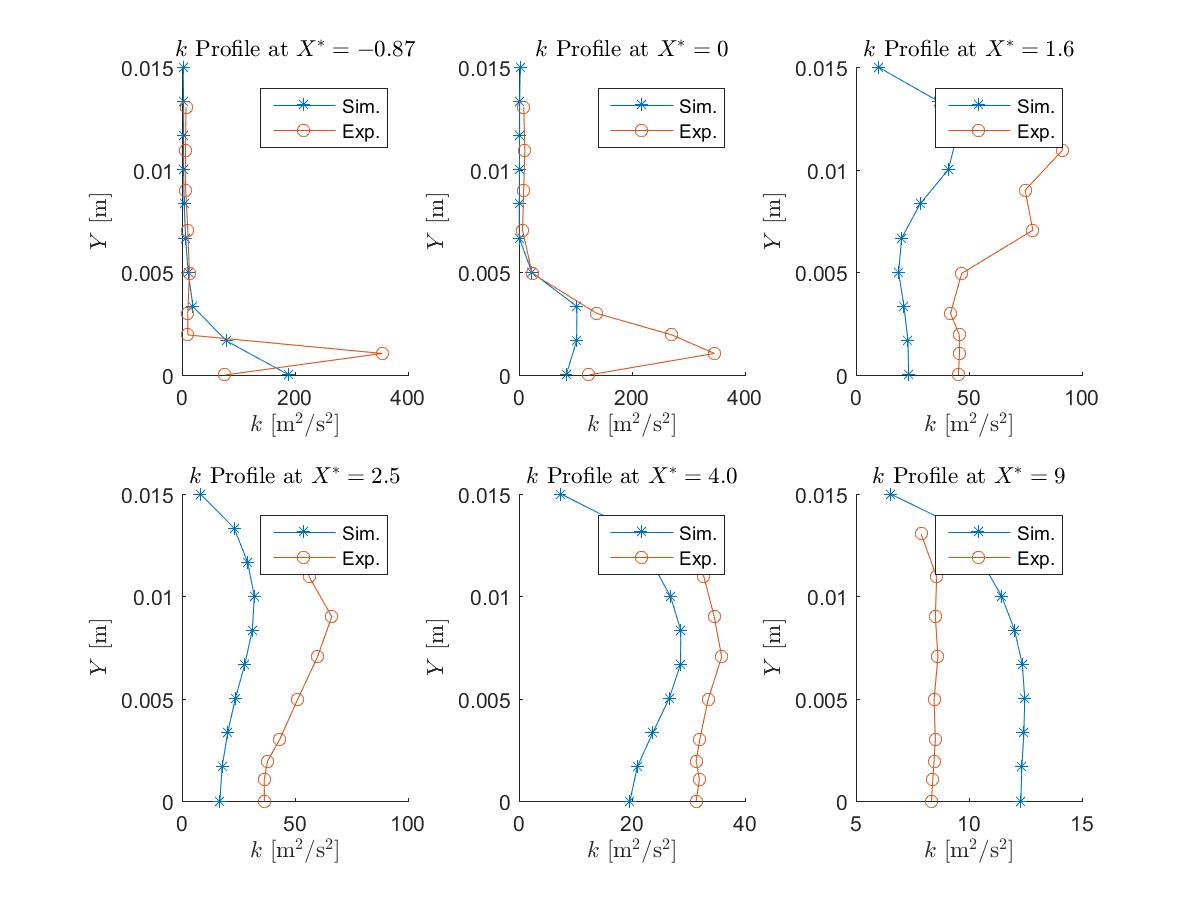 k Profile at X* = −0.87
0.015
0.01
0.005
0
Y [m]
Sim.
Exp.
0 200 400
k [m²/s²]
k Profile at X* = 0
0.015
0.01
0.005
0
Y [m]
Sim.
Exp.
0 200 400
k [m²/s²]
k Profile at X* = 1.6
0.015
0.01
0.005
0
Y [m]
Sim.
Exp.
0 50 100
k [m²/s²]
k Profile at X* = 2.5
0.015
0.01
0.005
0
Y [m]
Sim.
Exp.
0 50 100
k [m²/s²]
k Profile at X* = 4.0
0.015
0.01
0.005
0
Y [m]
Sim.
Exp.
0 20 40
k [m²/s²]
k Profile at X* = 9
0.015
0.01
0.005
0
Y [m]
Sim.
Exp.
5 10 15
k [m²/s²]